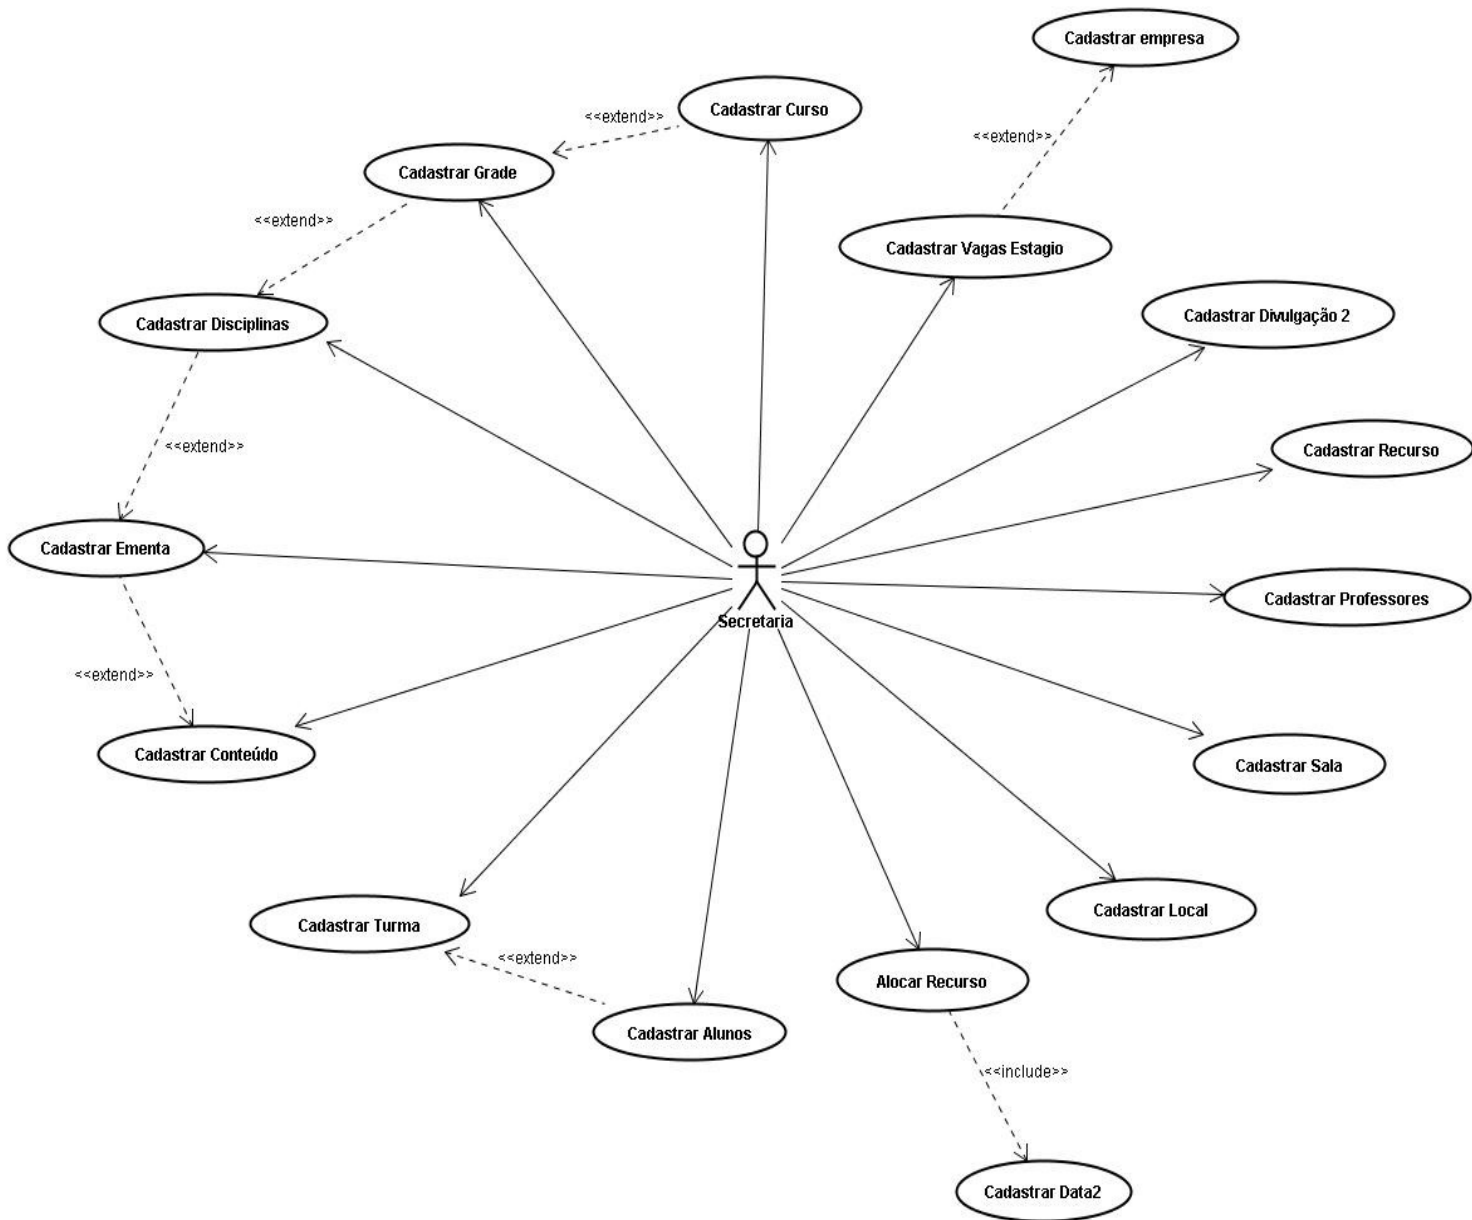 Cadastrar empresa
Cadastrar Curso
<<extend>>
<<extend>>
Cadastrar Grade
<<extend>>
Cadastrar Vagas Estagio
Cadastrar Divulgação 2
Cadastrar Disciplinas
<<extend>>
Cadastrar Recurso
Cadastrar Ementa
Cadastrar Professores
Secretaria
<<extend>>
Cadastrar Conteúdo
Cadastrar Sala
Cadastrar Local
Cadastrar Turma
<<extend>>
Alocar Recurso
Cadastrar Alunos
<<include>>
Cadastrar Data2